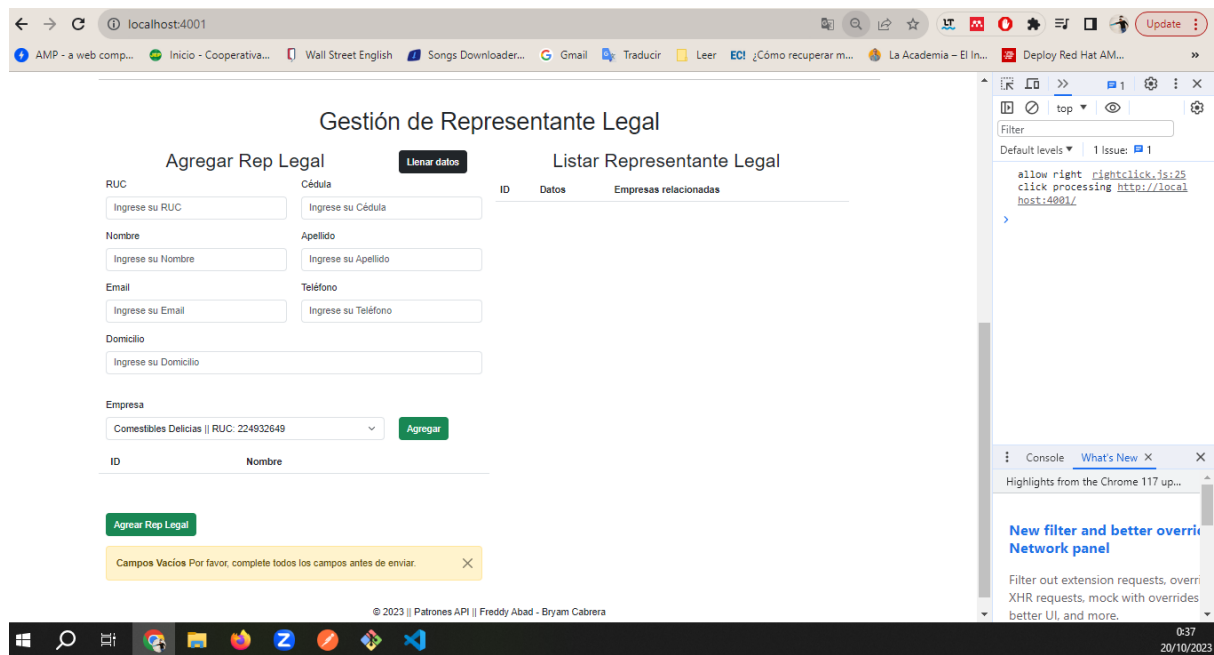 localhost:4001
Update
AMP - a web comp... Inicio - Cooperativa... Wall Street English Songs Downloader... Gmail Traducir Leer EC! ¿Cómo recuperar m... La Academia – El In... Deploy Red Hat AM... »
Gestión de Representante Legal
Agregar Rep Legal
Llenar datos
RUC Cédula
Ingrese su RUC Ingrese su Cédula
Nombre Apellido
Ingrese su Nombre Ingrese su Apellido
Email Teléfono
Ingrese su Email Ingrese su Teléfono
Domicilio
Ingrese su Domicilio
Empresa
Comestibles Delicias || RUC: 224932649 Agregar
ID Nombre
Agrear Rep Legal
Campos Vacíos Por favor, complete todos los campos antes de enviar.
Listar Representante Legal
ID Datos Empresas relacionadas
© 2023 || Patrones API || Freddy Abad - Bryam Cabrera
1
top
Filter
Default levels 1 Issue: 1
allow right rightclick.js:25
click processing http://local
host:4001/
Console What's New
Highlights from the Chrome 117 up...
New filter and better overri
Network panel
Filter out extension requests, overri
XHR requests, mock with overrides
better UI, and more.
0:37
20/10/2023